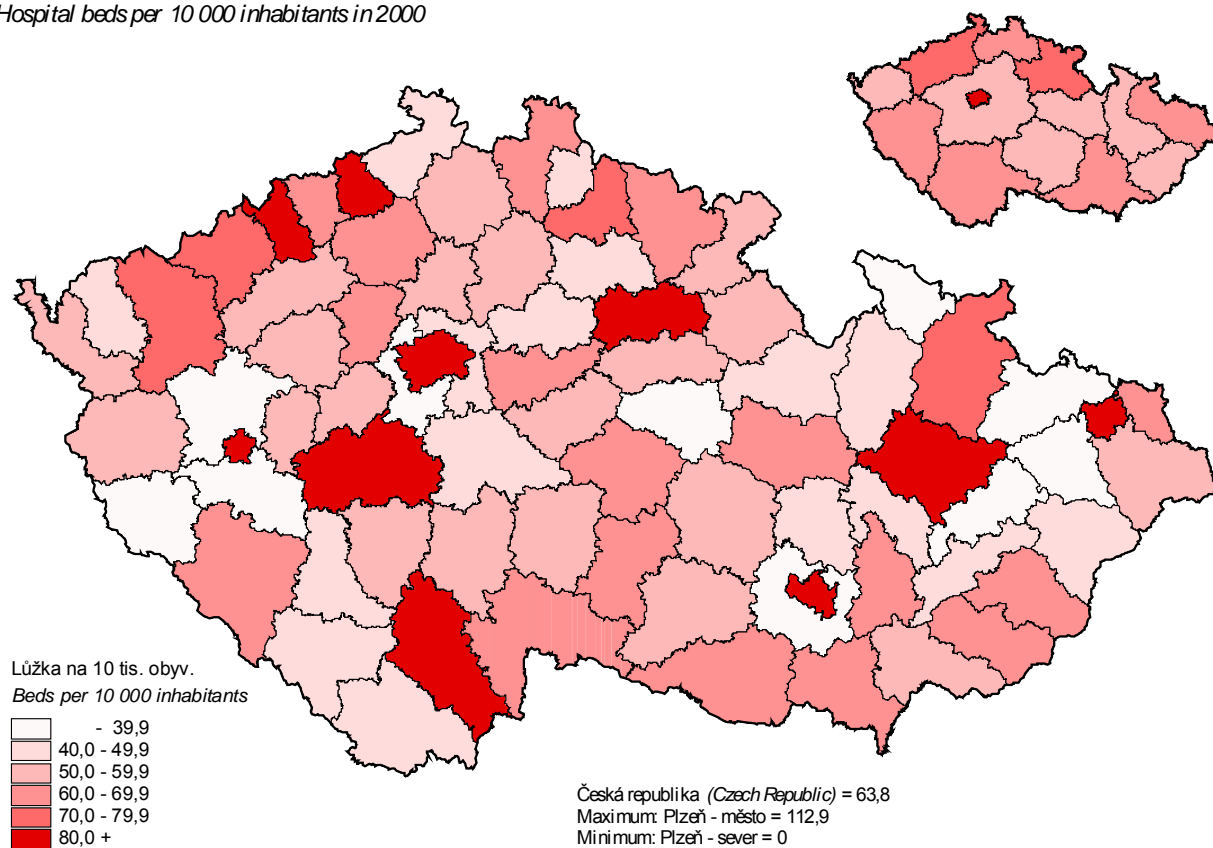 Hospital beds per 10 000 inhabitants in 2000
Lůžka na 10 tis. obyv.
Beds per 10 000 inhabitants
- 39,9
40,0 - 49,9
50,0 - 59,9
60,0 - 69,9
70,0 - 79,9
80,0 +
Česká republika (Czech Republic) = 63,8
Maximum: Plzeň - město = 112,9
Minimum: Plzeň - sever = 0